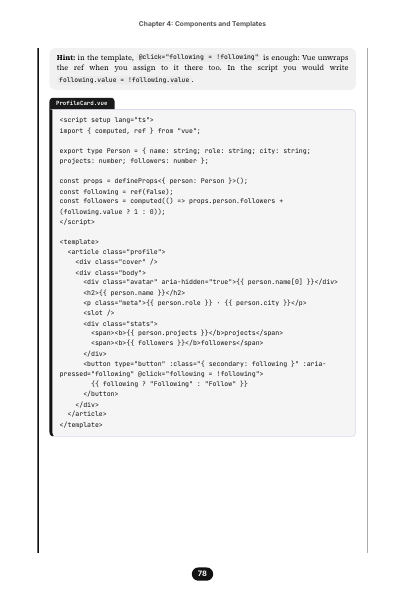 Chapter 4: Components and Templates
Hint: in the template, @click="following = !following" is enough: Vue unwraps
the ref when you assign to it there too. In the script you would write
following.value = !following.value.
ProfileCard.vue
<script setup lang="ts">
import { computed, ref } from "vue";

export type Person = { name: string; role: string; city: string;
projects: number; followers: number };

const props = defineProps<{ person: Person }>();
const following = ref(false);
const followers = computed(() => props.person.followers +
(following.value ? 1 : 0));
</script>

<template>
  <article class="profile">
    <div class="cover" />
    <div class="body">
      <div class="avatar" aria-hidden="true">{{ person.name[0] }}</div>
      <h2>{{ person.name }}</h2>
      <p class="meta">{{ person.role }} · {{ person.city }}</p>
      <slot />
      <div class="stats">
        <span><b>{{ person.projects }}</b>projects</span>
        <span><b>{{ followers }}</b>followers</span>
      </div>
      <button type="button" :class="{ secondary: following }" :aria-
pressed="following" @click="following = !following">
        {{ following ? "Following" : "Follow" }}
      </button>
    </div>
  </article>
</template>
78